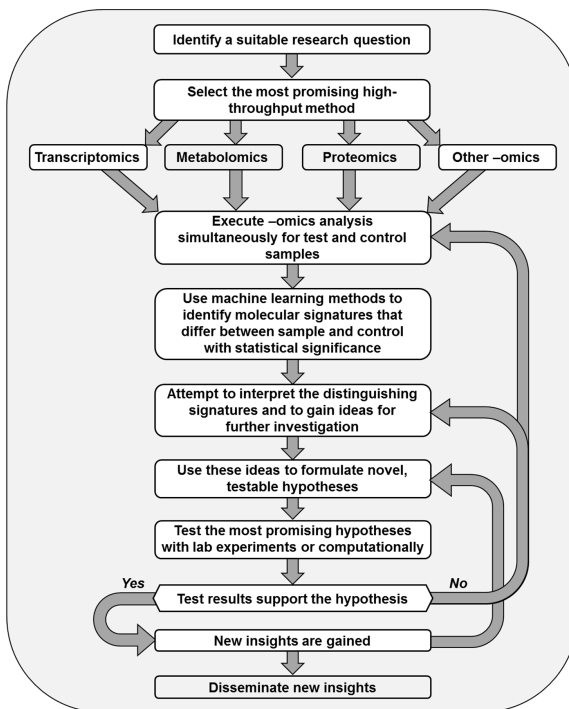 Identify a suitable research question
Select the most promising high-
throughput method
Transcriptomics
Metabolomics
Proteomics
Other –omics
Execute –omics analysis
simultaneously for test and control
samples
Use machine learning methods to
identify molecular signatures that
differ between sample and control
with statistical significance
Attempt to interpret the distinguishing
signatures and to gain ideas for
further investigation
Use these ideas to formulate novel,
testable hypotheses
Test the most promising hypotheses
with lab experiments or computationally
Yes
No
Test results support the hypothesis
New insights are gained
Disseminate new insights